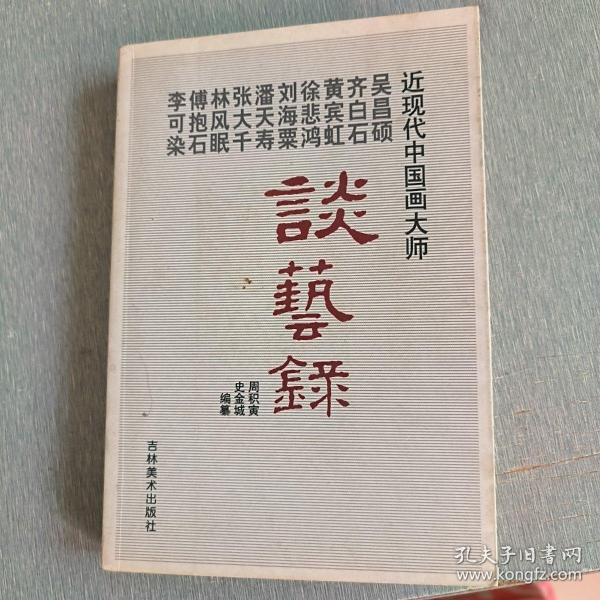 近现代中国画大师
吴昌硕
齐白石
黄宾虹
徐悲鸿
刘海粟
潘天寿
张大千
林风眠
傅抱石
李可染
談藝録
周积寅
史金城
编纂
吉林美术出版社
孔夫子旧书网
www.kongfz.com